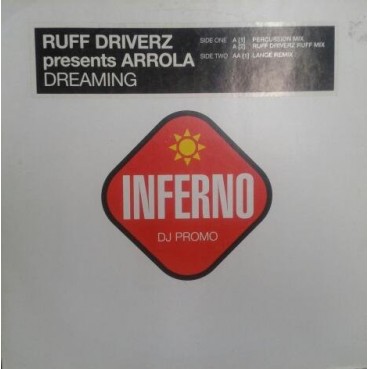 RUFF DRIVERZ
presents ARROLA
DREAMING
SIDE ONE A [1] PERCUSSION MIX
A [2] RUFF DRIVERZ RUFF MIX
SIDE TWO AA [1] LANGE REMIX
INFERNO
DJ PROMO